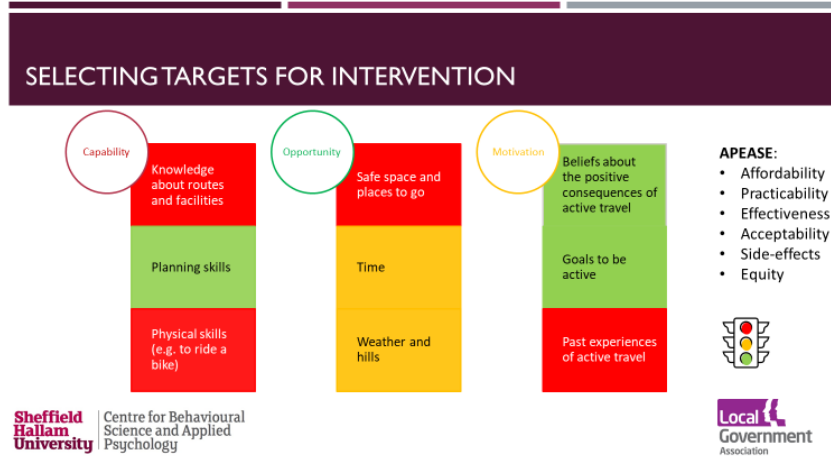 SELECTING TARGETS FOR INTERVENTION
Capability
Knowledge
about routes
and facilities
Planning skills
Physical skills
(e.g. to ride a
bike)
Opportunity
Safe space and
places to go
Time
Weather and
hills
Motivation
Beliefs about
the positive
consequences of
active travel
Goals to be
active
Past experiences
of active travel
APEASE:
• Affordability
• Practicability
• Effectiveness
• Acceptability
• Side-effects
• Equity
Sheffield
Hallam
University
Centre for Behavioural
Science and Applied
Psychology
Local
Government
Association